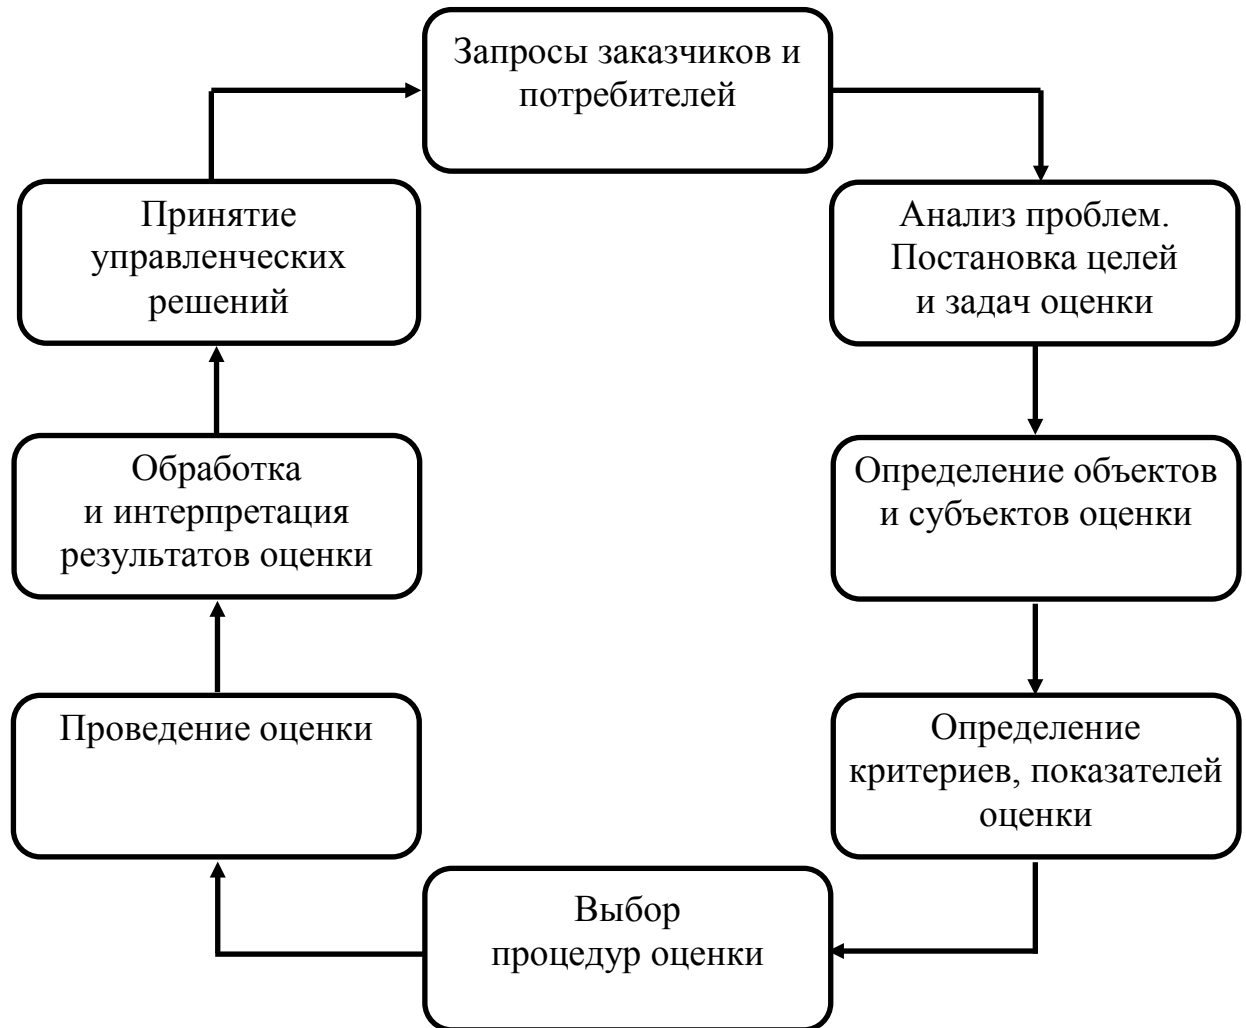 Запросы заказчиков и
потребителей
Принятие
управленческих
решений
Анализ проблем.
Постановка целей
и задач оценки
Обработка
и интерпретация
результатов оценки
Определение объектов
и субъектов оценки
Проведение оценки
Определение
критериев, показателей
оценки
Выбор
процедур оценки